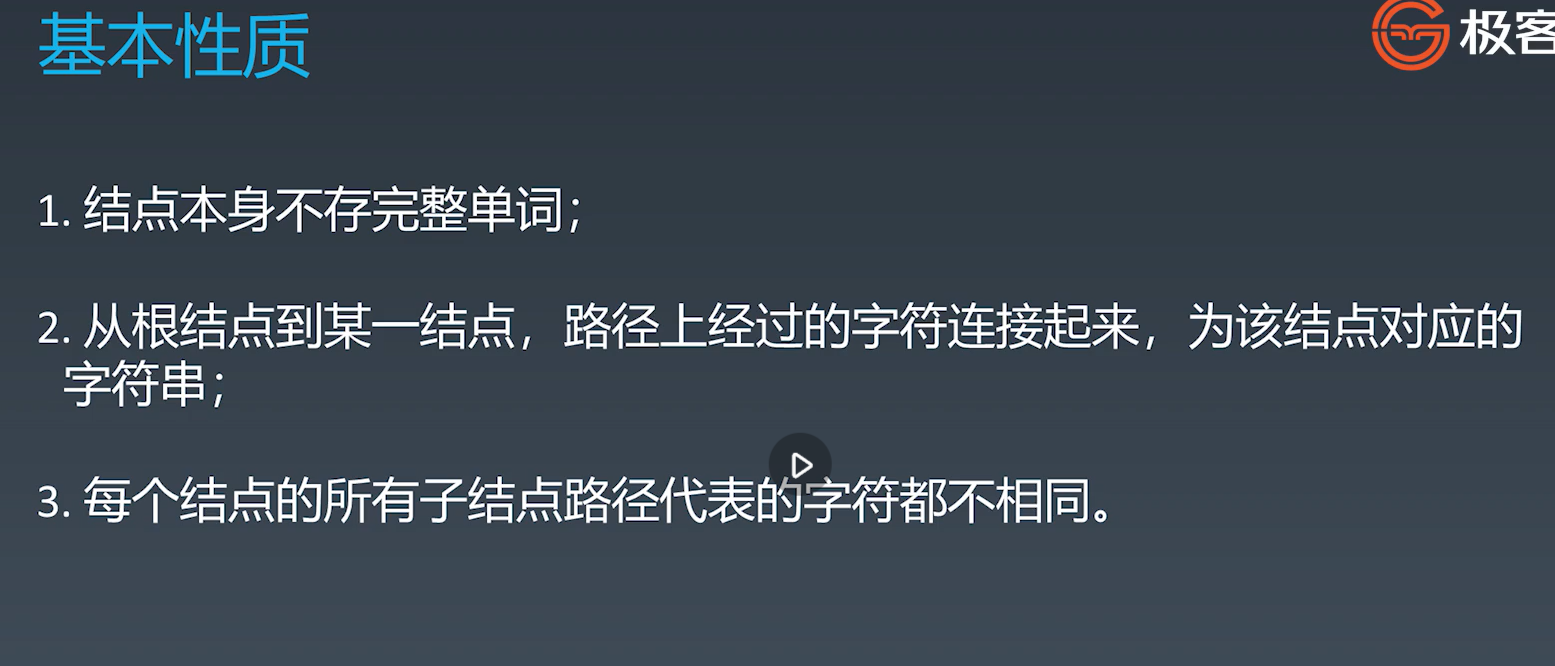 基本性质
极客
1. 结点本身不存完整单词；
2. 从根结点到某一结点，路径上经过的字符连接起来，为该结点对应的
字符串；
3. 每个结点的所有子结点路径代表的字符都不相同。